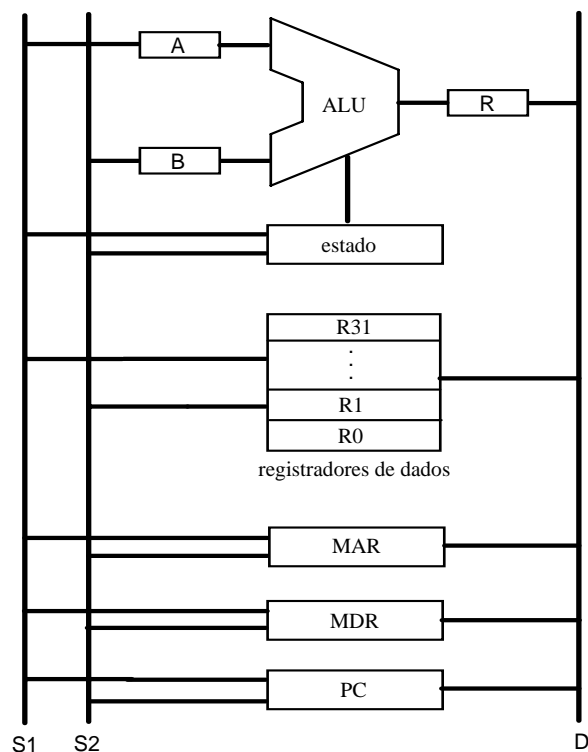 A
ALU
R
B
estado
R31
.
.
.
R1
R0
registradores de dados
MAR
MDR
PC
S1
S2
D